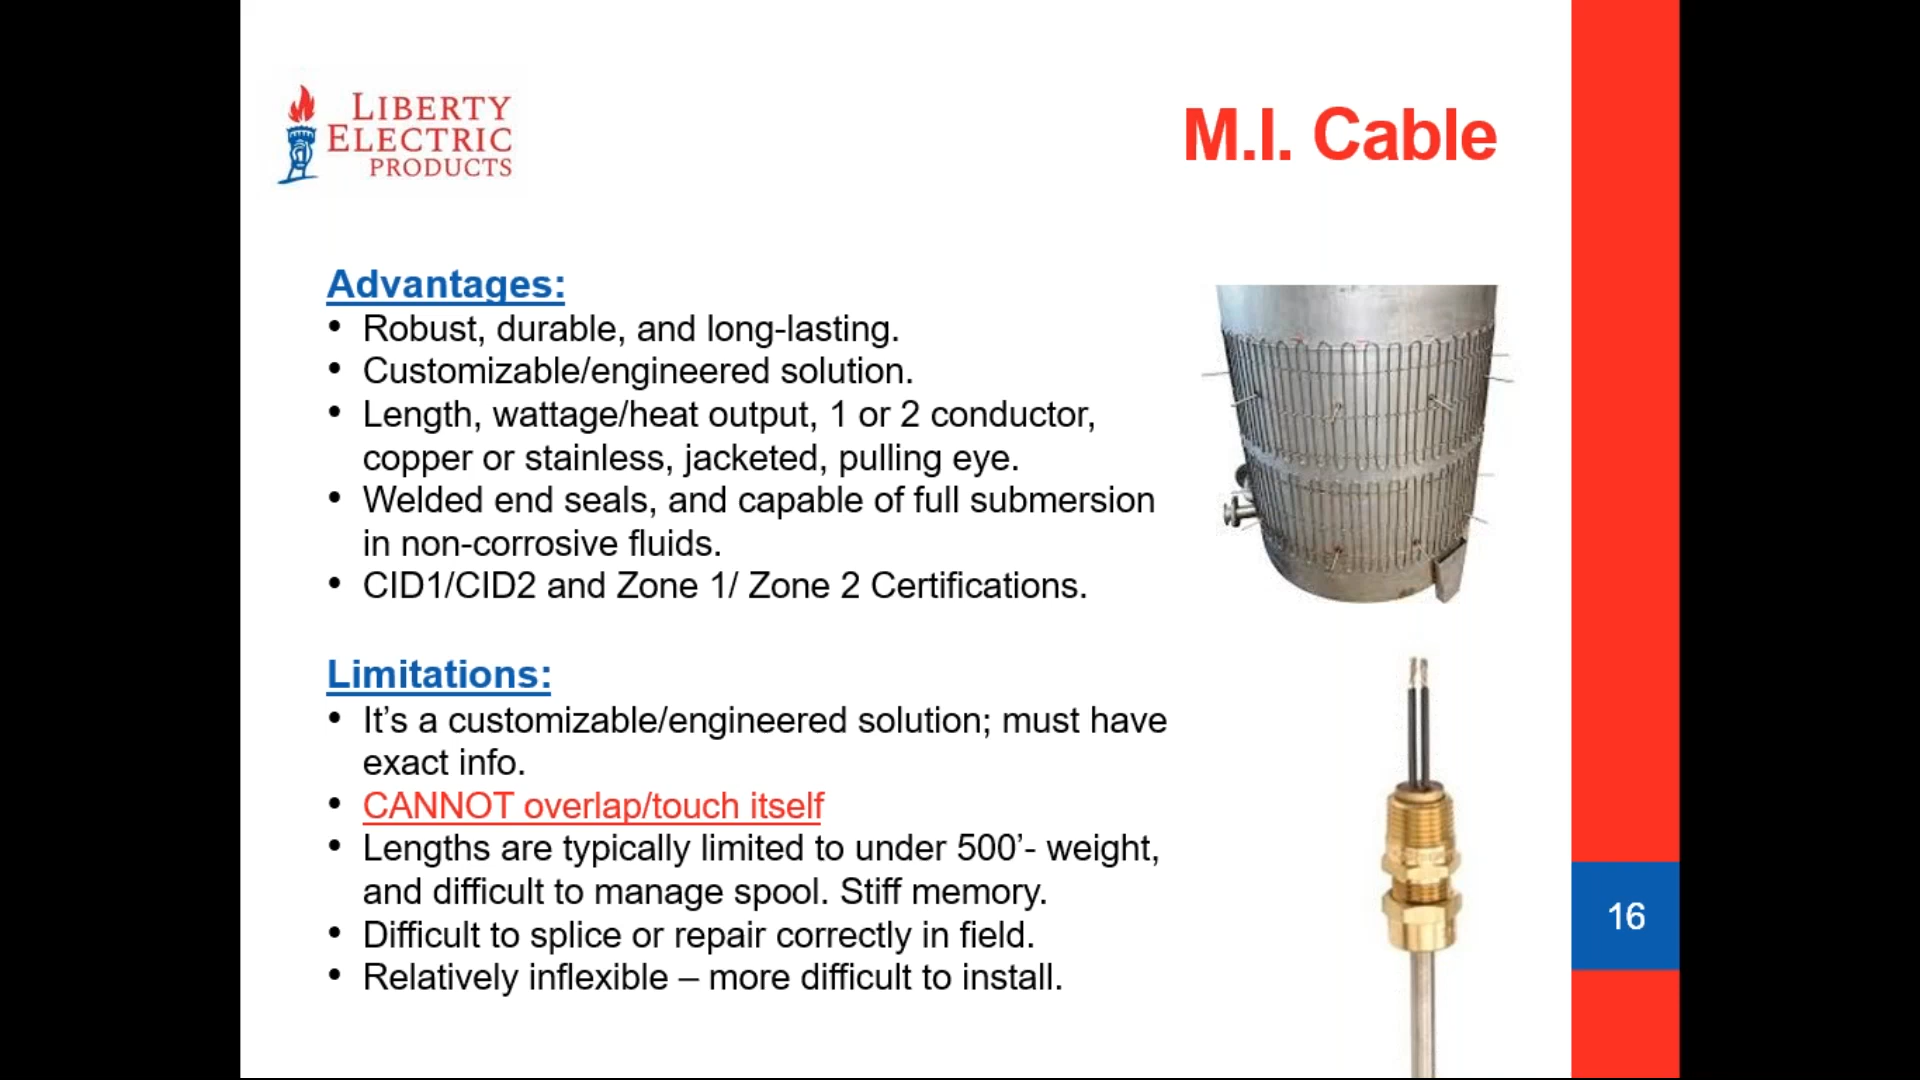 LIBERTY
ELECTRIC
PRODUCTS
M.I. Cable
Advantages:
• Robust, durable, and long-lasting.
• Customizable/engineered solution.
• Length, wattage/heat output, 1 or 2 conductor,
copper or stainless, jacketed, pulling eye.
• Welded end seals, and capable of full submersion
in non-corrosive fluids.
• CID1/CID2 and Zone 1/ Zone 2 Certifications.
Limitations:
• It’s a customizable/engineered solution; must have
exact info.
• CANNOT overlap/touch itself
• Lengths are typically limited to under 500’- weight,
and difficult to manage spool. Stiff memory.
• Difficult to splice or repair correctly in field.
• Relatively inflexible – more difficult to install.
16